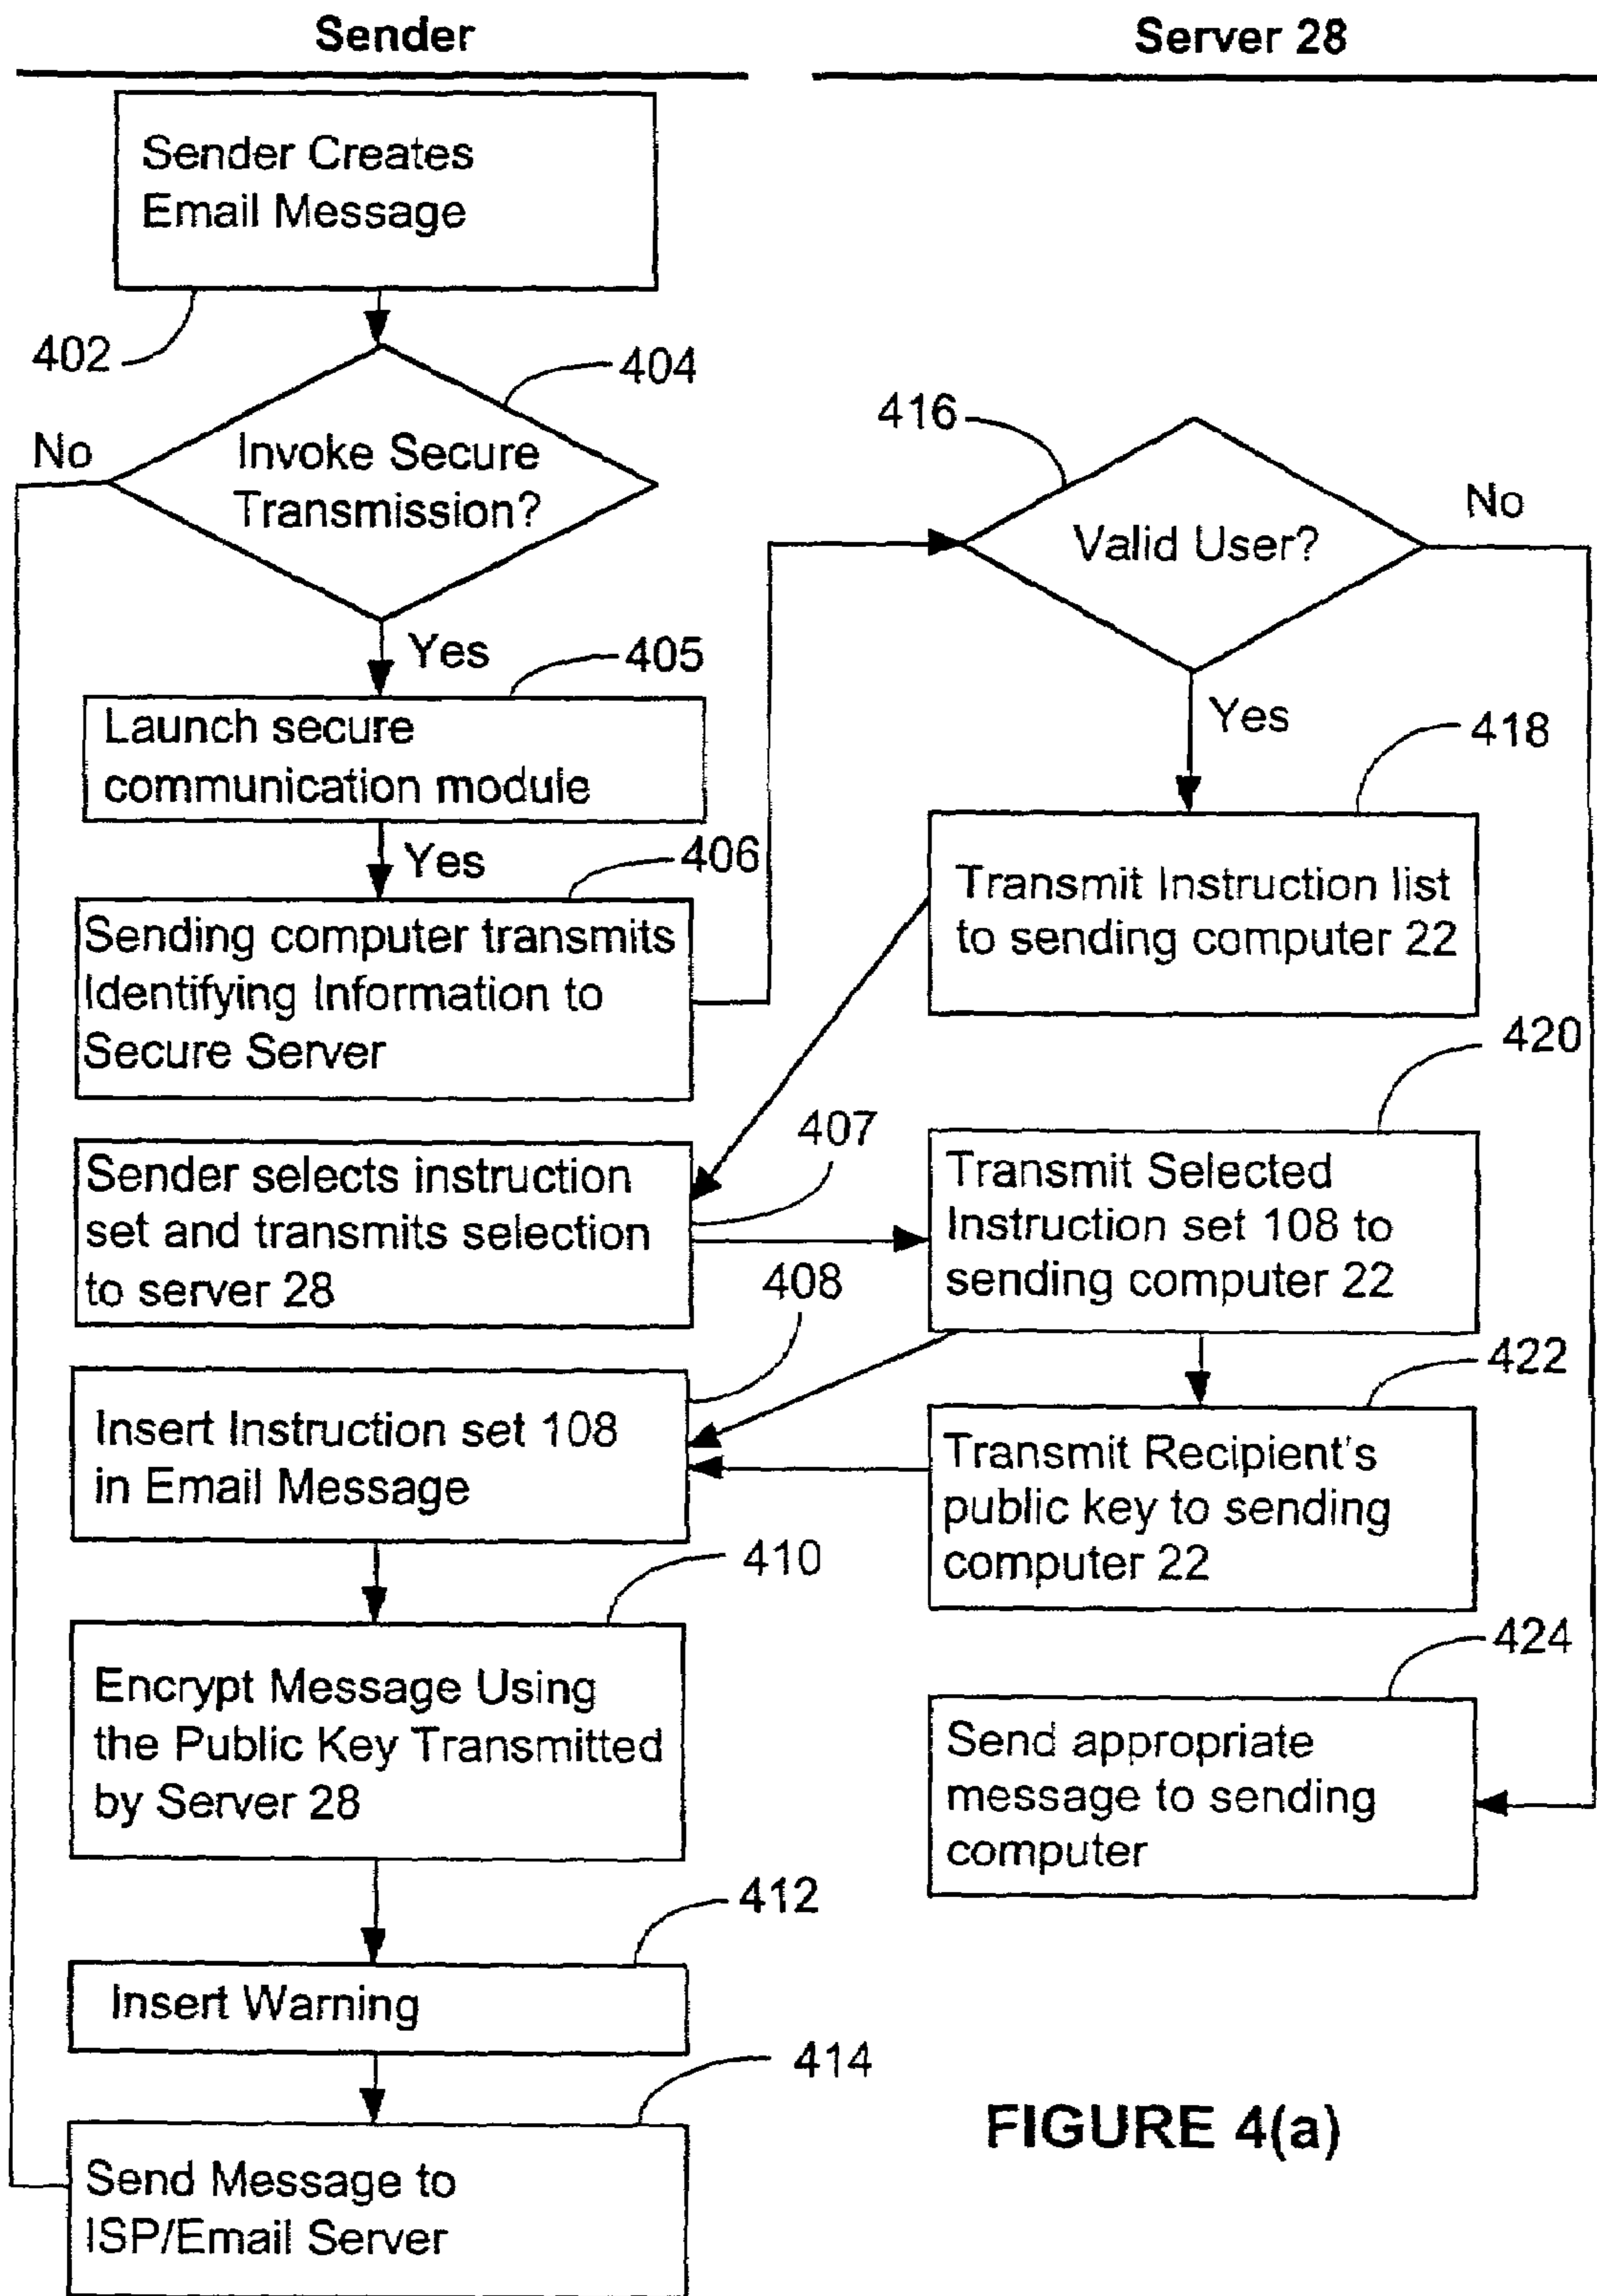 Sender
Server 28
Sender Creates
Email Message
402
404
Invoke Secure
Transmission?
No
Yes
405
Launch secure
communication module
Yes
406
Sending computer transmits
Identifying Information to
Secure Server
416
Valid User?
No
Yes
418
Transmit Instruction list
to sending computer 22
407
Sender selects instruction
set and transmits selection
to server 28
420
Transmit Selected
Instruction set 108 to
sending computer 22
408
Insert Instruction set 108
in Email Message
422
Transmit Recipient's
public key to sending
computer 22
410
Encrypt Message Using
the Public Key Transmitted
by Server 28
424
Send appropriate
message to sending
computer
412
Insert Warning
414
Send Message to
ISP/Email Server
FIGURE 4(a)